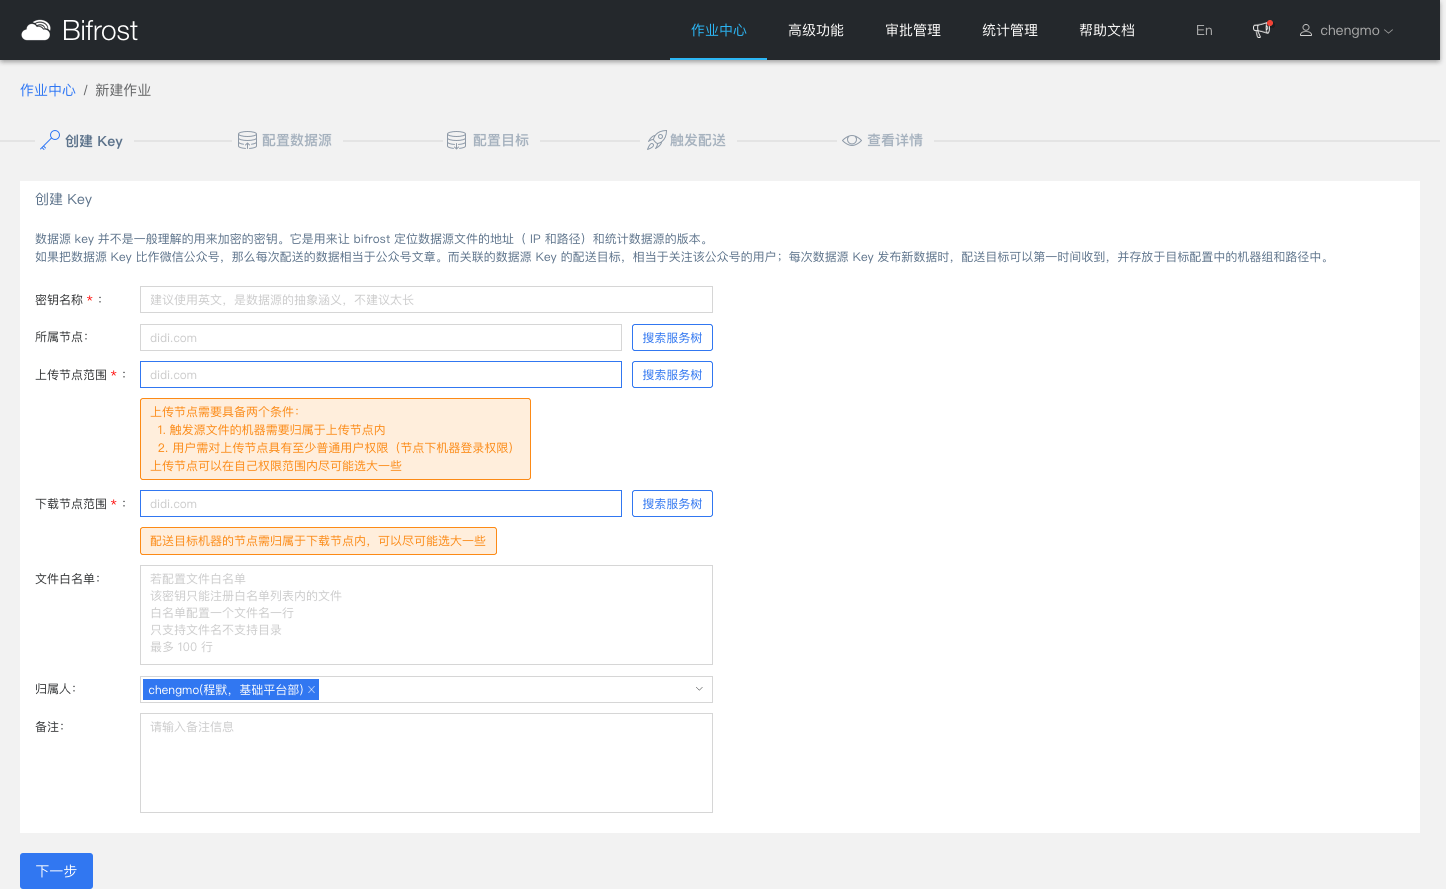 Bifrost
作业中心 高级功能 审批管理 统计管理 帮助文档 En chengmo
作业中心 / 新建作业
创建 Key 配置数据源 配置目标 触发配送 查看详情
创建 Key
数据源 key 并不是一般理解的用来加密的密钥。它是用来让 bifrost 定位数据源文件的地址（ IP 和路径）和统计数据源的版本。
如果把数据源 Key 比作微信公众号，那么每次配送的数据相当于公众号文章。而关联的数据源 Key 的配送目标，相当于关注该公众号的用户；每次数据源 Key 发布新数据时，配送目标可以第一时间收到，并存放于目标配置中的机器组和路径中。
密钥名称 * ： 建议使用英文，是数据源的抽象涵义，不建议太长
所属节点： didi.com 搜索服务树
上传节点范围 * ： didi.com 搜索服务树
上传节点需要具备两个条件：
1. 触发源文件的机器需要归属于上传节点内
2. 用户需对上传节点具有至少普通用户权限（节点下机器登录权限）
上传节点可以在自己权限范围内尽可能选大一些
下载节点范围 * ： didi.com 搜索服务树
配送目标机器的节点需归属于下载节点内，可以尽可能选大一些
文件白名单： 若配置文件白名单
该密钥只能注册白名单列表内的文件
白名单配置一个文件名一行
只支持文件名不支持目录
最多 100 行
归属人： chengmo(程默，基础平台部) ×
备注： 请输入备注信息
下一步